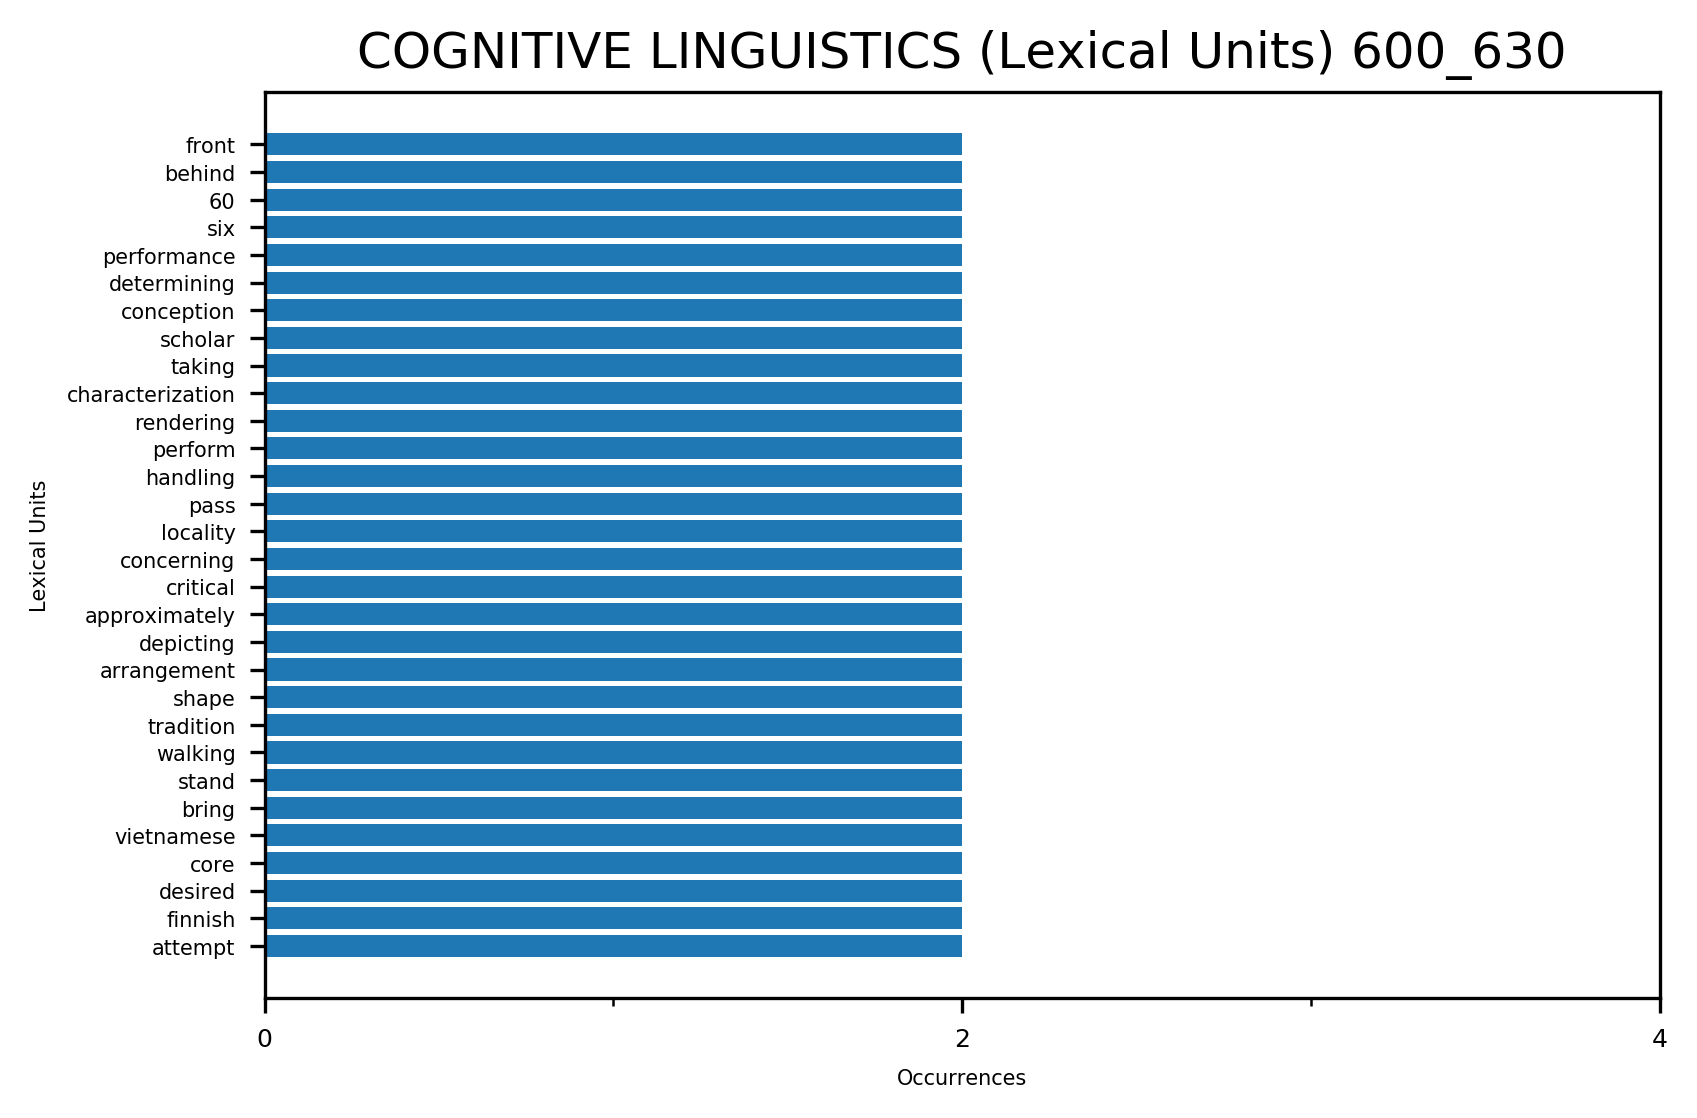 COGNITIVE LINGUISTICS (Lexical Units) 600_630
front
behind
60
six
performance
determining
conception
scholar
taking
characterization
rendering
perform
handling
pass
locality
concerning
critical
approximately
depicting
arrangement
shape
tradition
walking
stand
bring
vietnamese
core
desired
finnish
attempt
Lexical Units
0 2 4
Occurrences